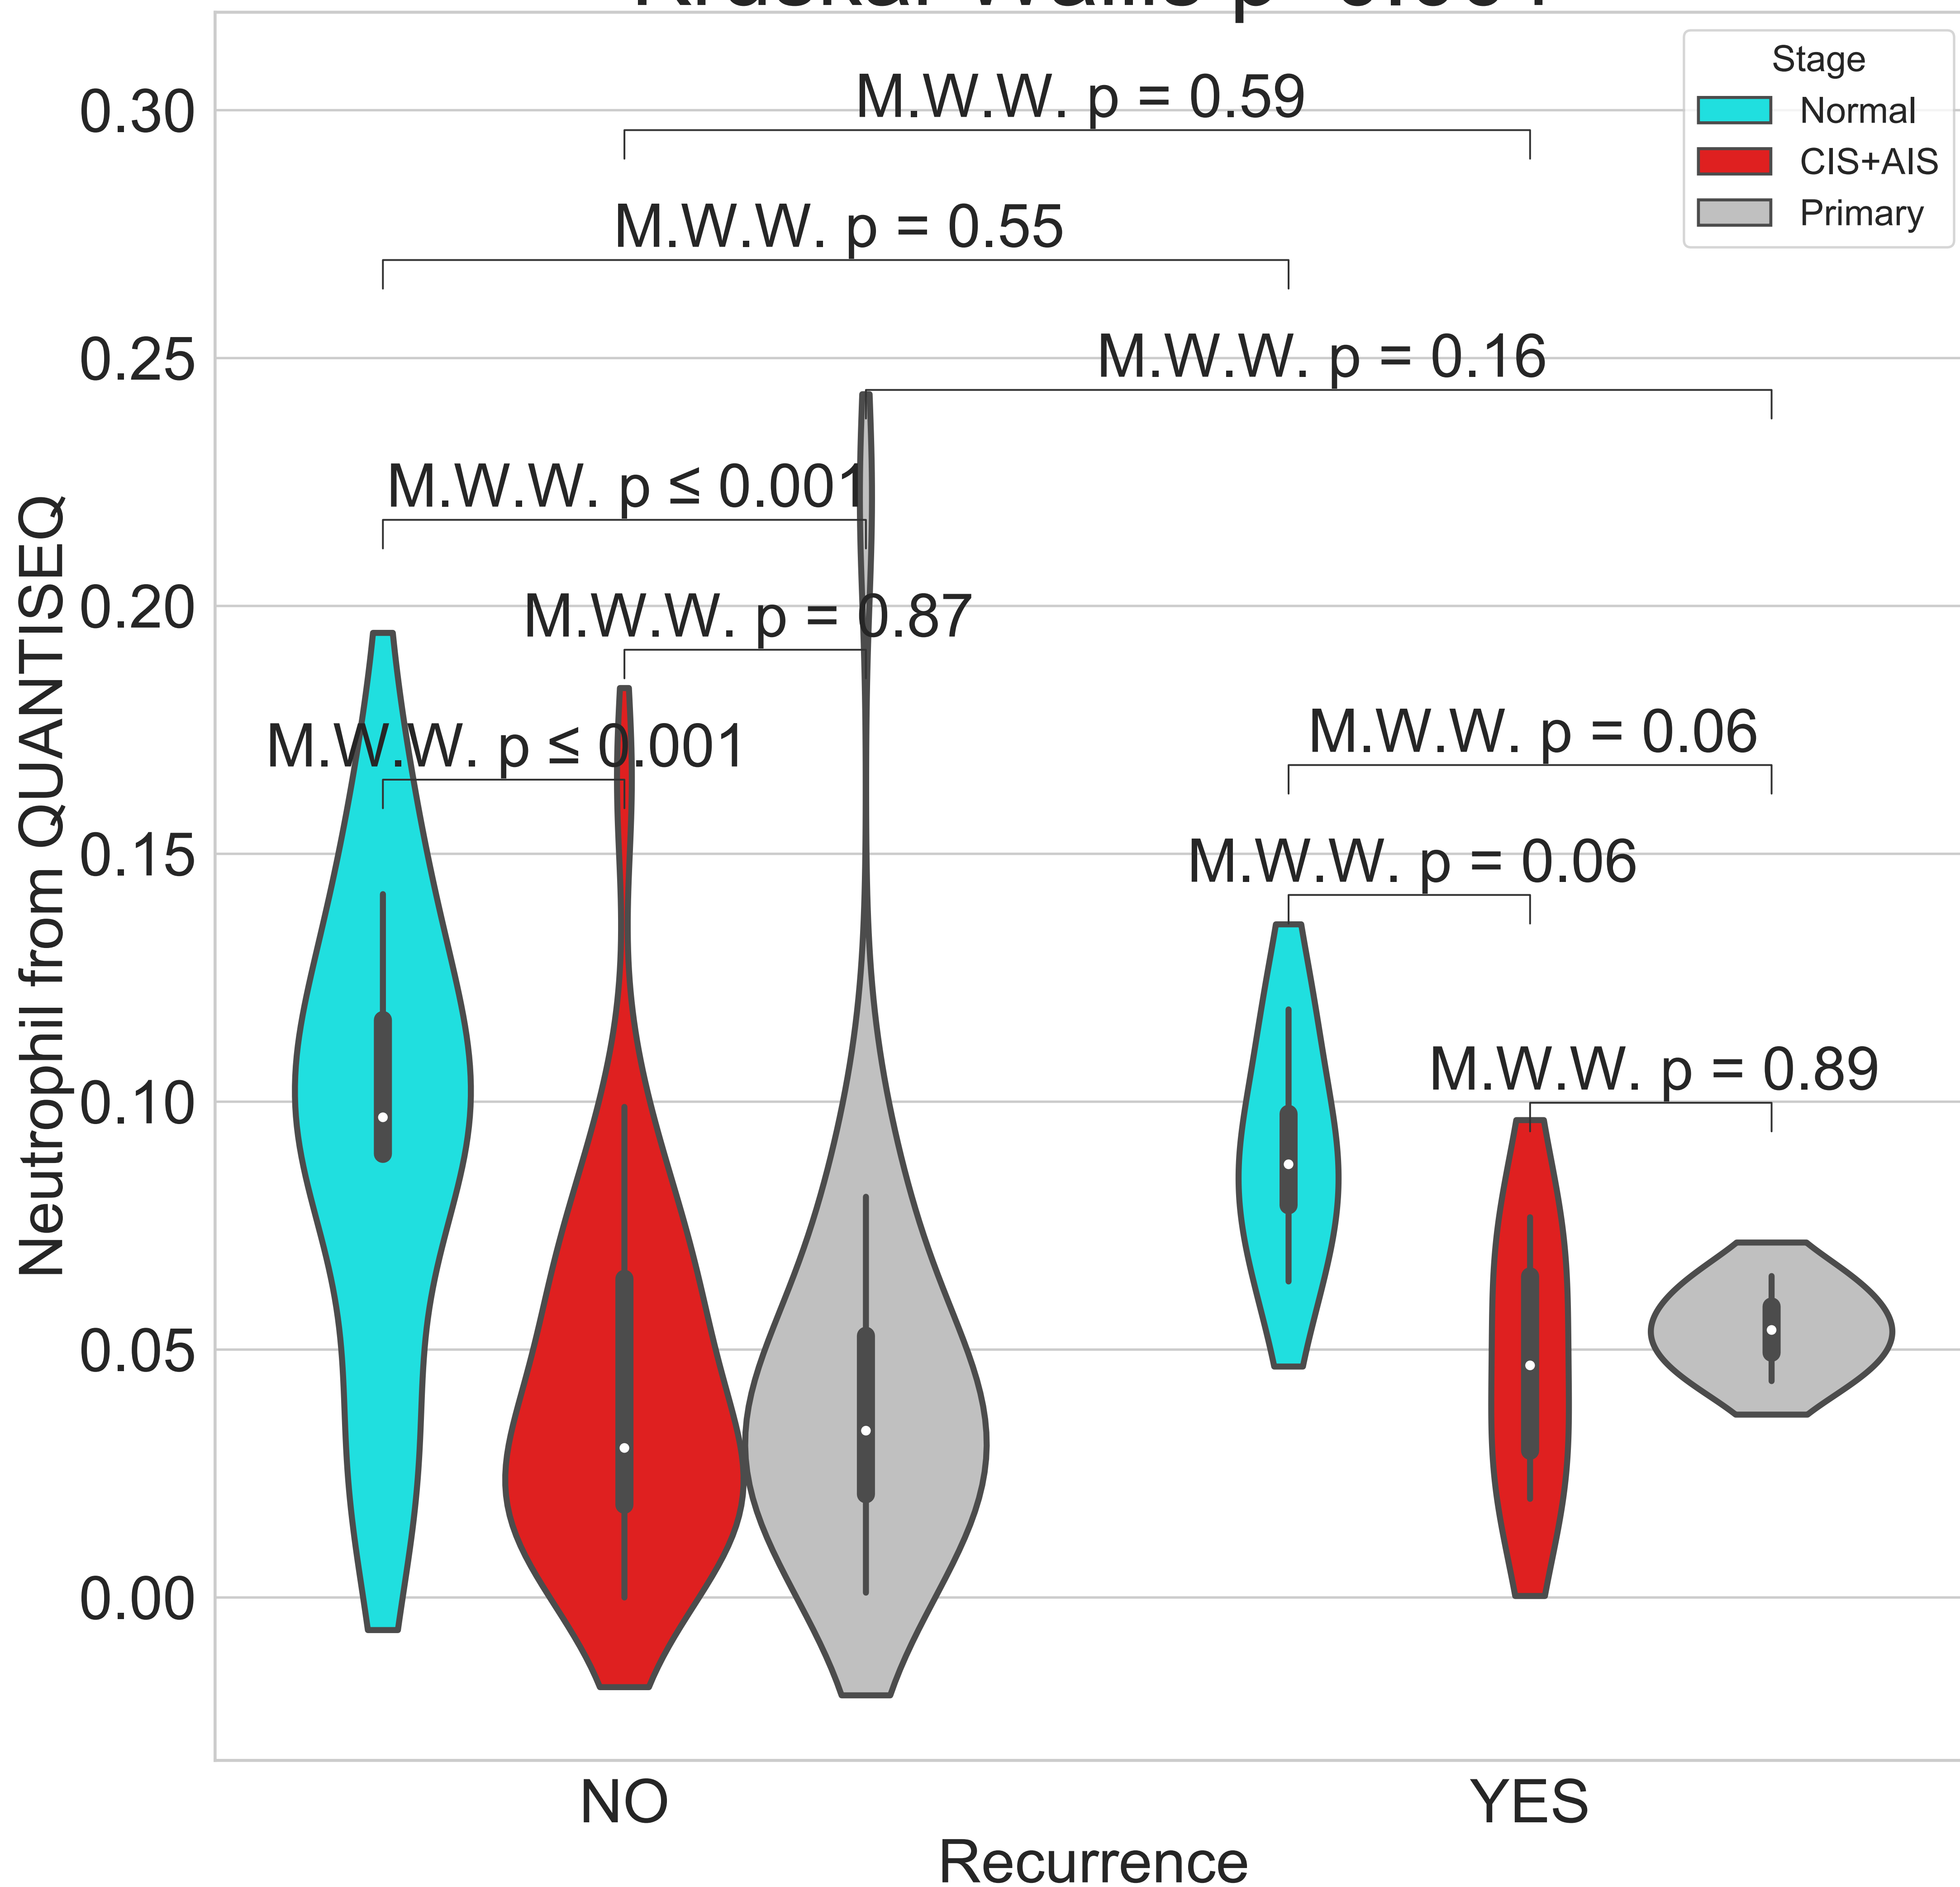 Stage
Normal
CIS+AIS
Primary
M.W.W. p = 0.59
M.W.W. p = 0.55
M.W.W. p = 0.16
M.W.W. p ≤ 0.001
M.W.W. p = 0.87
M.W.W. p ≤ 0.001
M.W.W. p = 0.06
M.W.W. p = 0.06
M.W.W. p = 0.89
Neutrophil from QUANTISEQ
0.30
0.25
0.20
0.15
0.10
0.05
0.00
NO
YES
Recurrence